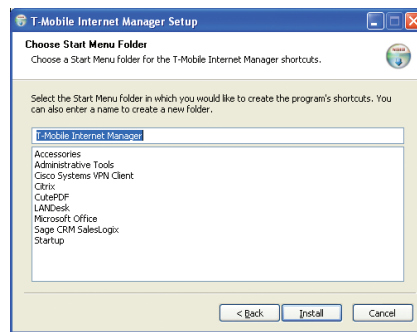 T-Mobile Internet Manager Setup
Choose Start Menu Folder
Choose a Start Menu folder for the T-Mobile Internet Manager shortcuts.
Select the Start Menu folder in which you would like to create the program's shortcuts. You
can also enter a name to create a new folder.
T-Mobile Internet Manager
Accessories
Administrative Tools
Cisco Systems VPN Client
Citrix
CutePDF
LANDesk
Microsoft Office
Sage CRM SalesLogix
Startup
< Back Install Cancel